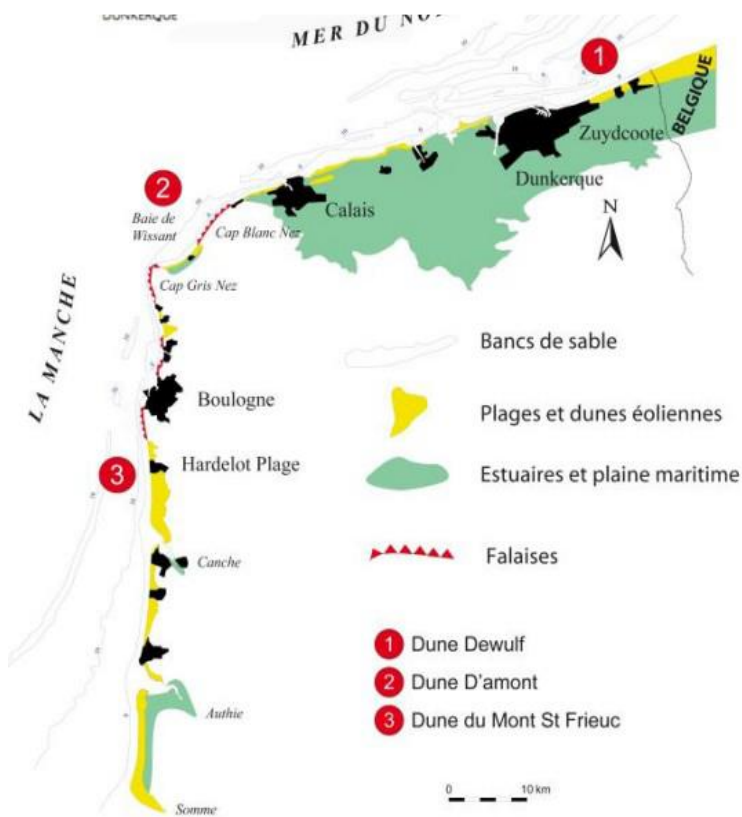 DUNKERQUE
MER DU NO
1
BELGIQUE
Zuydcoote
Dunkerque
2
Baie de
Wissant
Cap Blanc Nez
Calais
N
Cap Gris Nez
LA MANCHE
Bancs de sable
Boulogne
Plages et dunes éoliennes
3
Hardelot Plage
Estuaires et plaine maritime
Canche
Falaises
1 Dune Dewulf
2 Dune D'amont
3 Dune du Mont St Frieuc
Authie
0 10 km
Somme